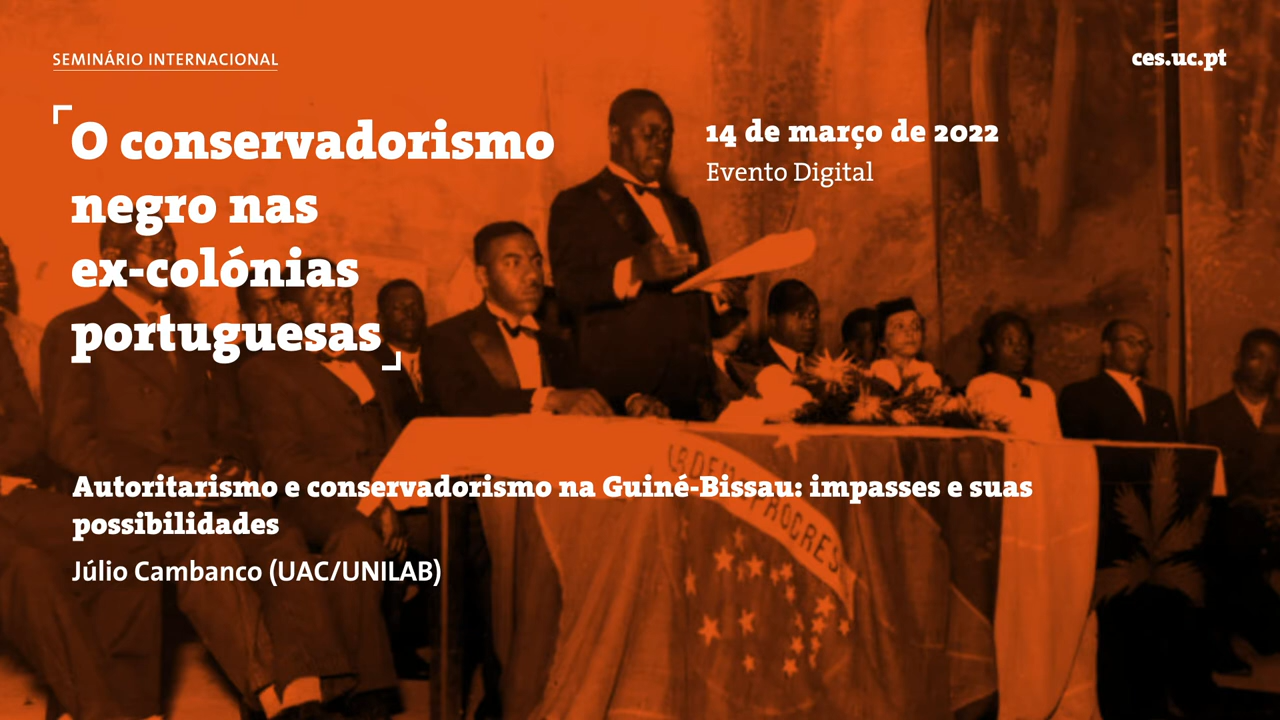 SEMINÁRIO INTERNACIONAL
ces.uc.pt
O conservadorismo
negro nas
ex-colónias
portuguesas
14 de março de 2022
Evento Digital
Autoritarismo e conservadorismo na Guiné-Bissau: impasses e suas
possibilidades
Júlio Cambanco (UAC/UNILAB)